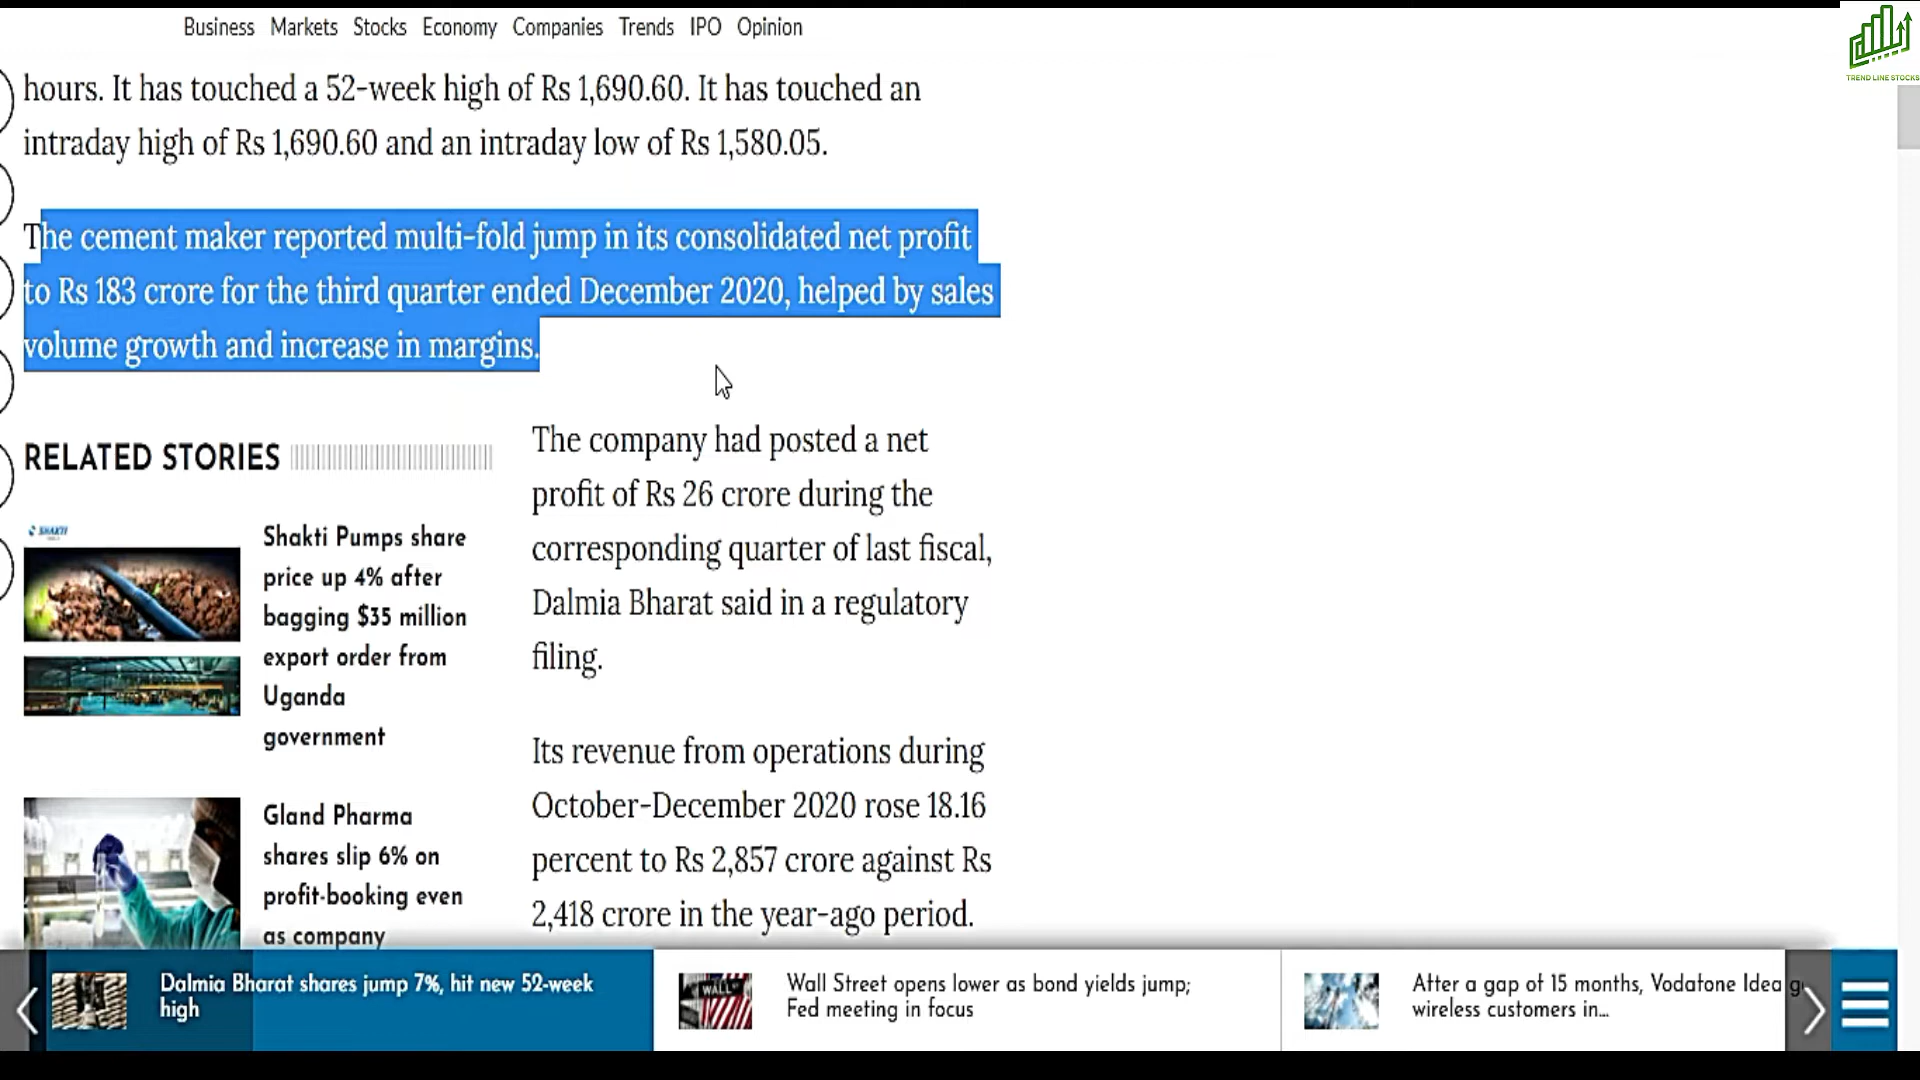 Business Markets Stocks Economy Companies Trends IPO Opinion
TREND LINE STOCKS
hours. It has touched a 52-week high of Rs 1,690.60. It has touched an
intraday high of Rs 1,690.60 and an intraday low of Rs 1,580.05.
The cement maker reported multi-fold jump in its consolidated net profit
to Rs 183 crore for the third quarter ended December 2020, helped by sales
volume growth and increase in margins.
RELATED STORIES
SHAKTI
Shakti Pumps share
price up 4% after
bagging $35 million
export order from
Uganda
government
Gland Pharma
shares slip 6% on
profit-booking even
as company
The company had posted a net
profit of Rs 26 crore during the
corresponding quarter of last fiscal,
Dalmia Bharat said in a regulatory
filing.
Its revenue from operations during
October-December 2020 rose 18.16
percent to Rs 2,857 crore against Rs
2,418 crore in the year-ago period.
Dalmia Bharat shares jump 7%, hit new 52-week
high
WALL
Wall Street opens lower as bond yields jump;
Fed meeting in focus
After a gap of 15 months, Vodafone Idea g
wireless customers in...